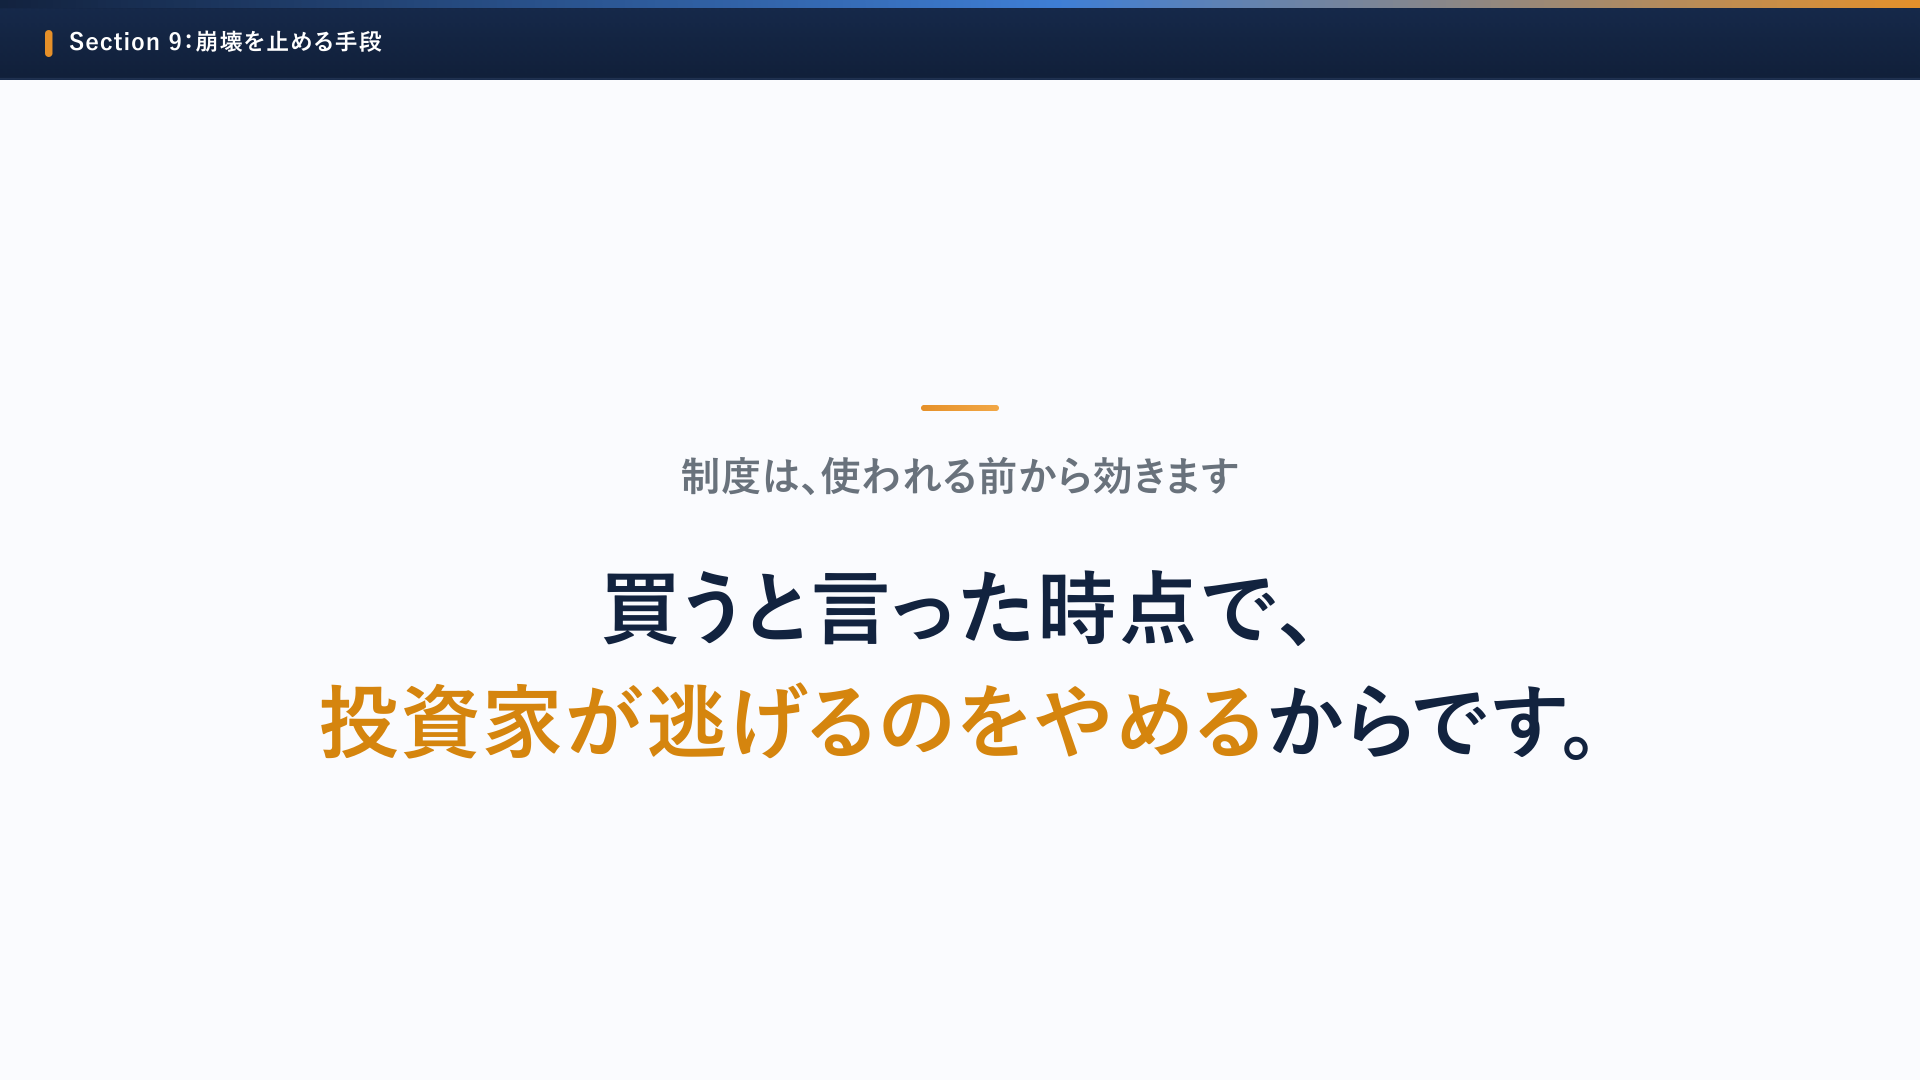 Section 9：崩壊を止める手段
制度は、使われる前から効きます
買うと言った時点で、
投資家が逃げるのをやめるからです。